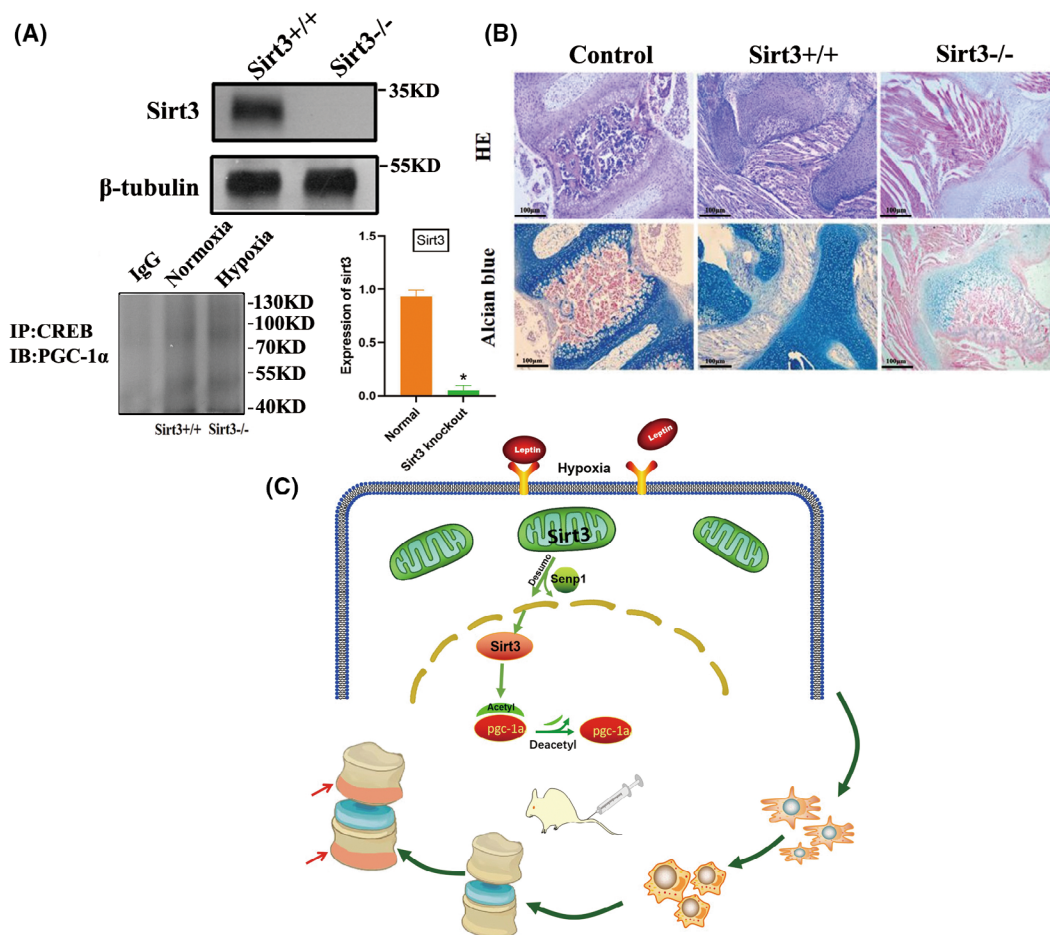 (A)
Sirt3+/+ Sirt3-/-
Sirt3
-35KD
β-tubulin
-55KD
IgG Normoxia Hypoxia
IP:CREB
IB:PGC-1α
-130KD
-100KD
-70KD
-55KD
-40KD
Sirt3+/+ Sirt3-/-
Sirt3
Expression of sirt3
1.5
1.0
0.5
0.0
*
Normal
Sirt3 knockout
(B)
Control Sirt3+/+ Sirt3-/-
HE
100μm 100μm 100μm
Alcian blue
100μm 100μm 100μm
(C)
Leptin
Leptin
Hypoxia
Sirt3
Desumo
Senp1
Sirt3
Acetyl
pgc-1a
Deacetyl
pgc-1a